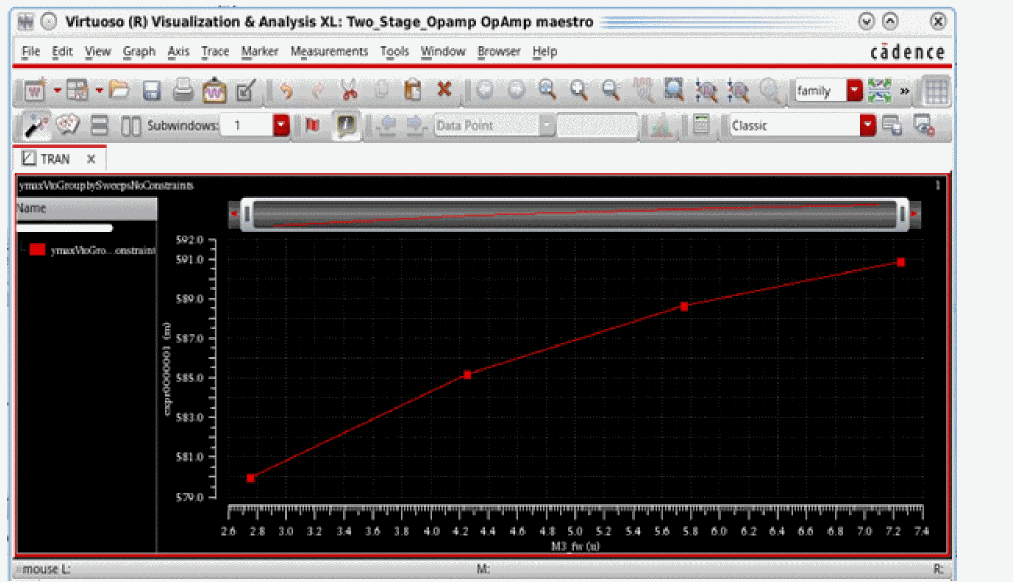 Virtuoso (R) Visualization & Analysis XL: Two_Stage_Opamp OpAmp maestro
File Edit View Graph Axis Trace Marker Measurements Tools Window Browser Help
cādence
family
»
Subwindows: 1
Data Point
Classic
TRAN X
ymaxVtoGroupbySweepsNoConstraints
1
Name
ymaxVtoGro...onstraint
592.0
591.0
589.0
587.0
585.0
583.0
581.0
579.0
expr0000001 (m)
2.6 2.8 3.0 3.2 3.4 3.6 3.8 4.0 4.2 4.4 4.6 4.8 5.0 5.2 5.4 5.6 5.8 6.0 6.2 6.4 6.6 6.8 7.0 7.2 7.4
M3_fw (u)
mouse L: M: R: